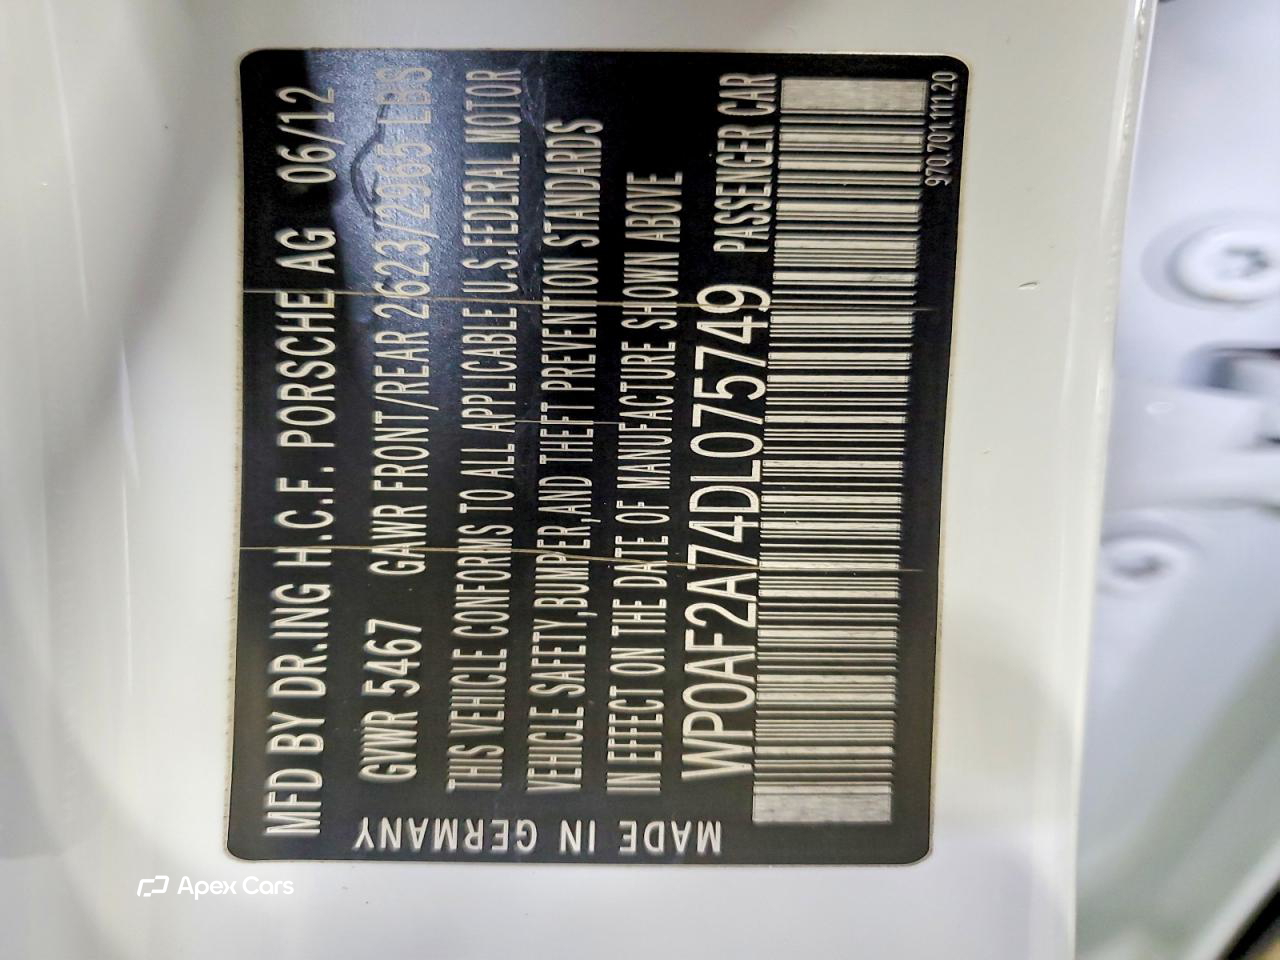 MFD BY DR.ING H.C.F. PORSCHE AG 06/12
GVWR 5467 GAWR FRONT/REAR 2623/2965 LBS
THIS VEHICLE CONFORMS TO ALL APPLICABLE U.S.FEDERAL MOTOR
VEHICLE SAFETY,BUMPER,AND THEFT PREVENTION STANDARDS
IN EFFECT ON THE DATE OF MANUFACTURE SHOWN ABOVE
WP0AF2A74DL075749 PASSENGER CAR
970.701.111.20
MADE IN GERMANY
Apex Cars